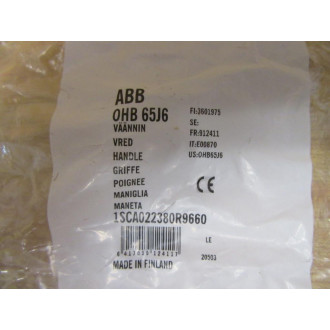 ABB
OHB 65J6
VÄÄNNIN
VRED
HANDLE
GRIFFE
POIGNEE
MANIGLIA
MANETA
FI:3601975
SE:
FR:912411
IT:E00870
US:OHB65J6
CE
1SCA022380R9660
LE
MADE IN FINLAND